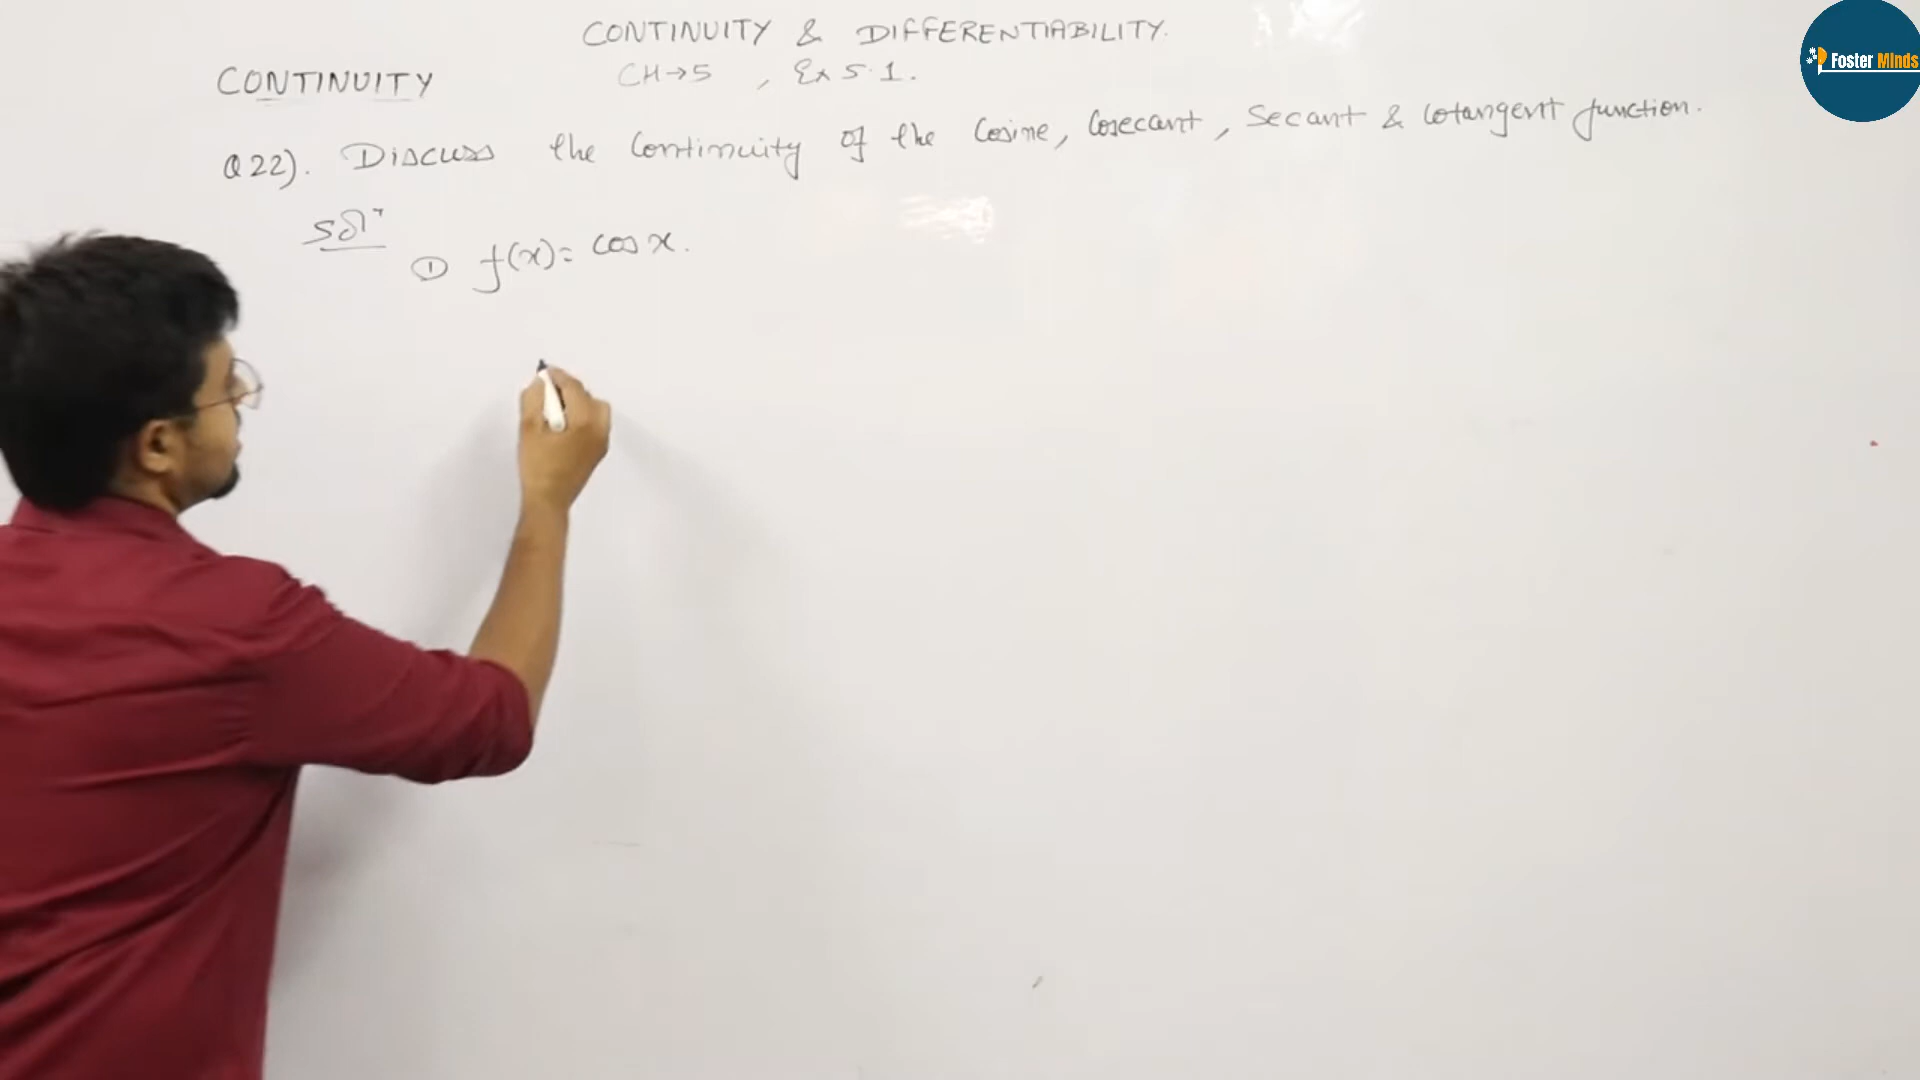 CONTINUITY & DIFFERENTIABILITY.
CH→5 , Ex 5.1.
CONTINUITY
Q22). Discuss the Continuity of the Cosine, Cosecant, Secant & Cotangent function.
Solⁿ
① f(x) = cos x.
Foster Minds